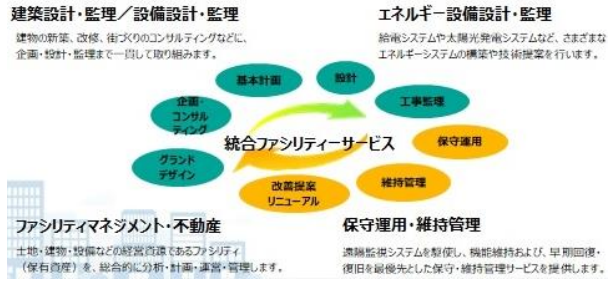 建築設計・監理／設備設計・監理
建物の新築、改修、街づくりのコンサルティングなどに、
企画・設計・監理まで一貫して取り組みます。
エネルギー設備設計・監理
給電システムや太陽光発電システムなど、さまざまな
エネルギーシステムの構築や技術提案を行います。
基本計画
設計
企画・
コンサル
ティング
工事監理
統合ファシリティーサービス
保守運用
グランド
デザイン
改善提案
リニューアル
維持管理
ファシリティマネジメント・不動産
土地・建物・設備などの経営資源であるファシリティ
（保有資産）を、総合的に分析・計画・運営・管理します。
保守運用・維持管理
遠隔監視システムを駆使し、機能維持および、早期回復・
復旧を最優先とした保守・維持管理サービスを提供します。